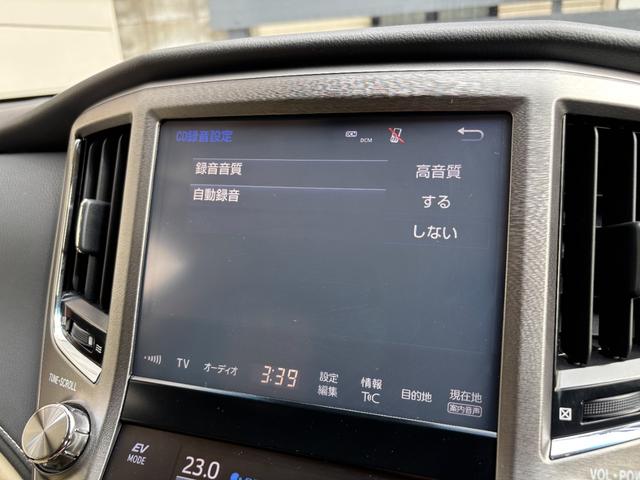 CD録音設定
DCM
録音音質 高音質
自動録音 する
しない
TV オーディオ 3:39 設定編集 情報 T℃ 目的地 現在地 案内音声
TUNE•SCROLL
EV
MODE
23.0
VOL•PO